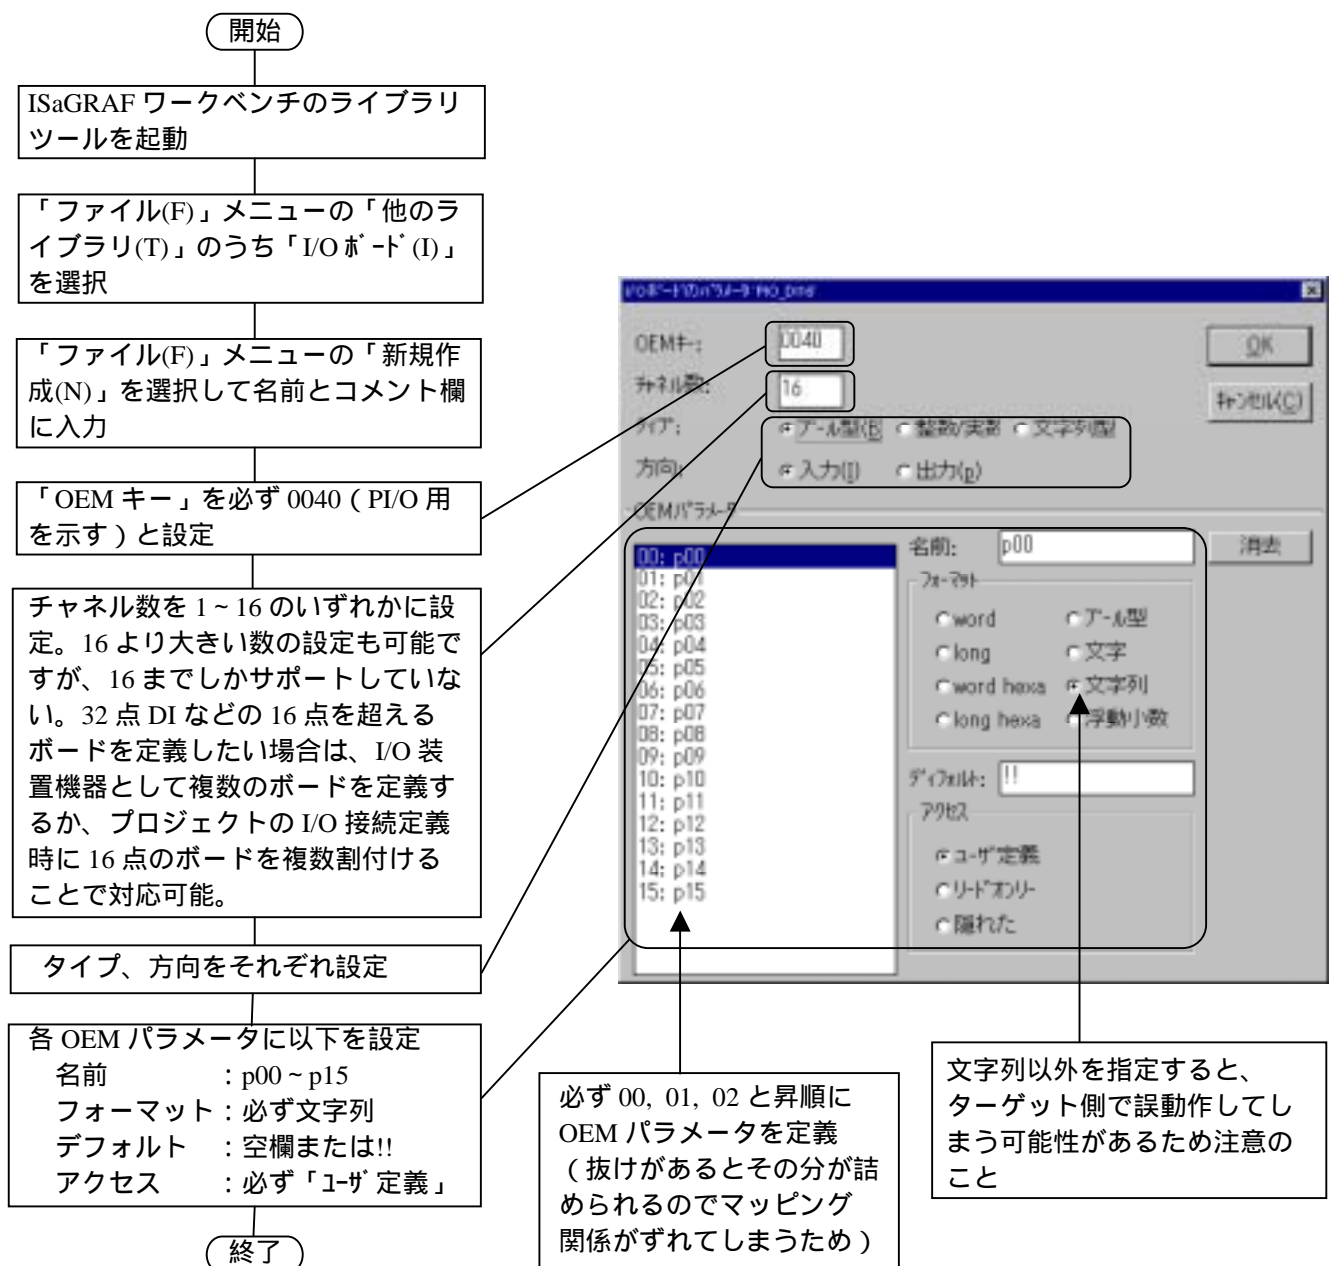 開始
ISaGRAF ワークベンチのライブラリ
ツールを起動
「ファイル(F)」メニューの「他のラ
イブラリ(T)」のうち「I/O ﾎﾞｰﾄﾞ(I)」
を選択
「ファイル(F)」メニューの「新規作
成(N)」を選択して名前とコメント欄
に入力
「OEM キー」を必ず 0040（PI/O 用
を示す）と設定
チャネル数を 1～16 のいずれかに設
定。16 より大きい数の設定も可能で
すが、16 までしかサポートしていな
い。32 点 DI などの 16 点を超える
ボードを定義したい場合は、I/O 装
置機器として複数のボードを定義す
るか、プロジェクトの I/O 接続定義
時に 16 点のボードを複数割付ける
ことで対応可能。
タイプ、方向をそれぞれ設定
各 OEM パラメータに以下を設定
名前 ：p00～p15
フォーマット：必ず文字列
デフォルト ：空欄または!!
アクセス ：必ず「ﾕｰｻﾞ定義」
終了
OEMｷｰ: 0040
ﾁｬﾈﾙ数: 16
ﾀｲﾌﾟ: ﾌﾞｰﾙ型(B 整数/実数 文字列型
方向: 入力(I) 出力(p)
OK
ｷｬﾝｾﾙ(C)
OEMﾊﾟﾗﾒｰﾀ
00: p00
01: p01
02: p02
03: p03
04: p04
05: p05
06: p06
07: p07
08: p08
09: p09
10: p10
11: p11
12: p12
13: p13
14: p14
15: p15
名前: p00
消去
ﾌｫｰﾏｯﾄ
word ﾌﾞｰﾙ型
long 文字
word hexa 文字列
long hexa 浮動小数
ﾃﾞｨﾌｫﾙﾄ: !!
ｱｸｾｽ
ﾕｰｻﾞ定義
ﾘｰﾄﾞｵﾝﾘｰ
隠れた
必ず 00, 01, 02 と昇順に
OEM パラメータを定義
（抜けがあるとその分が詰
められるのでマッピング
関係がずれてしまうため）
文字列以外を指定すると、
ターゲット側で誤動作してし
まう可能性があるため注意の
こと